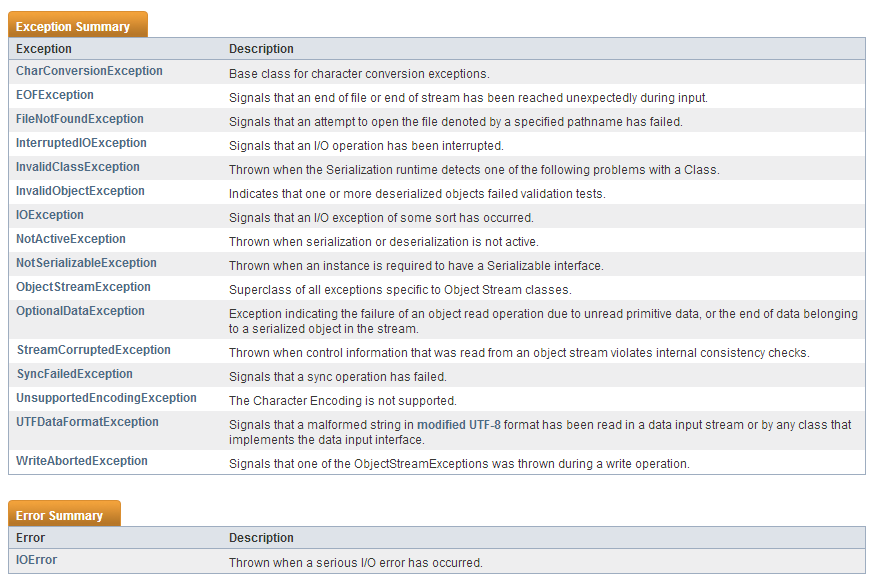 Exception Summary
Exception Description
CharConversionException Base class for character conversion exceptions.
EOFException Signals that an end of file or end of stream has been reached unexpectedly during input.
FileNotFoundException Signals that an attempt to open the file denoted by a specified pathname has failed.
InterruptedIOException Signals that an I/O operation has been interrupted.
InvalidClassException Thrown when the Serialization runtime detects one of the following problems with a Class.
InvalidObjectException Indicates that one or more deserialized objects failed validation tests.
IOException Signals that an I/O exception of some sort has occurred.
NotActiveException Thrown when serialization or deserialization is not active.
NotSerializableException Thrown when an instance is required to have a Serializable interface.
ObjectStreamException Superclass of all exceptions specific to Object Stream classes.
OptionalDataException Exception indicating the failure of an object read operation due to unread primitive data, or the end of data belonging
to a serialized object in the stream.
StreamCorruptedException Thrown when control information that was read from an object stream violates internal consistency checks.
SyncFailedException Signals that a sync operation has failed.
UnsupportedEncodingException The Character Encoding is not supported.
UTFDataFormatException Signals that a malformed string in modified UTF-8 format has been read in a data input stream or by any class that
implements the data input interface.
WriteAbortedException Signals that one of the ObjectStreamExceptions was thrown during a write operation.
Error Summary
Error Description
IOError Thrown when a serious I/O error has occurred.